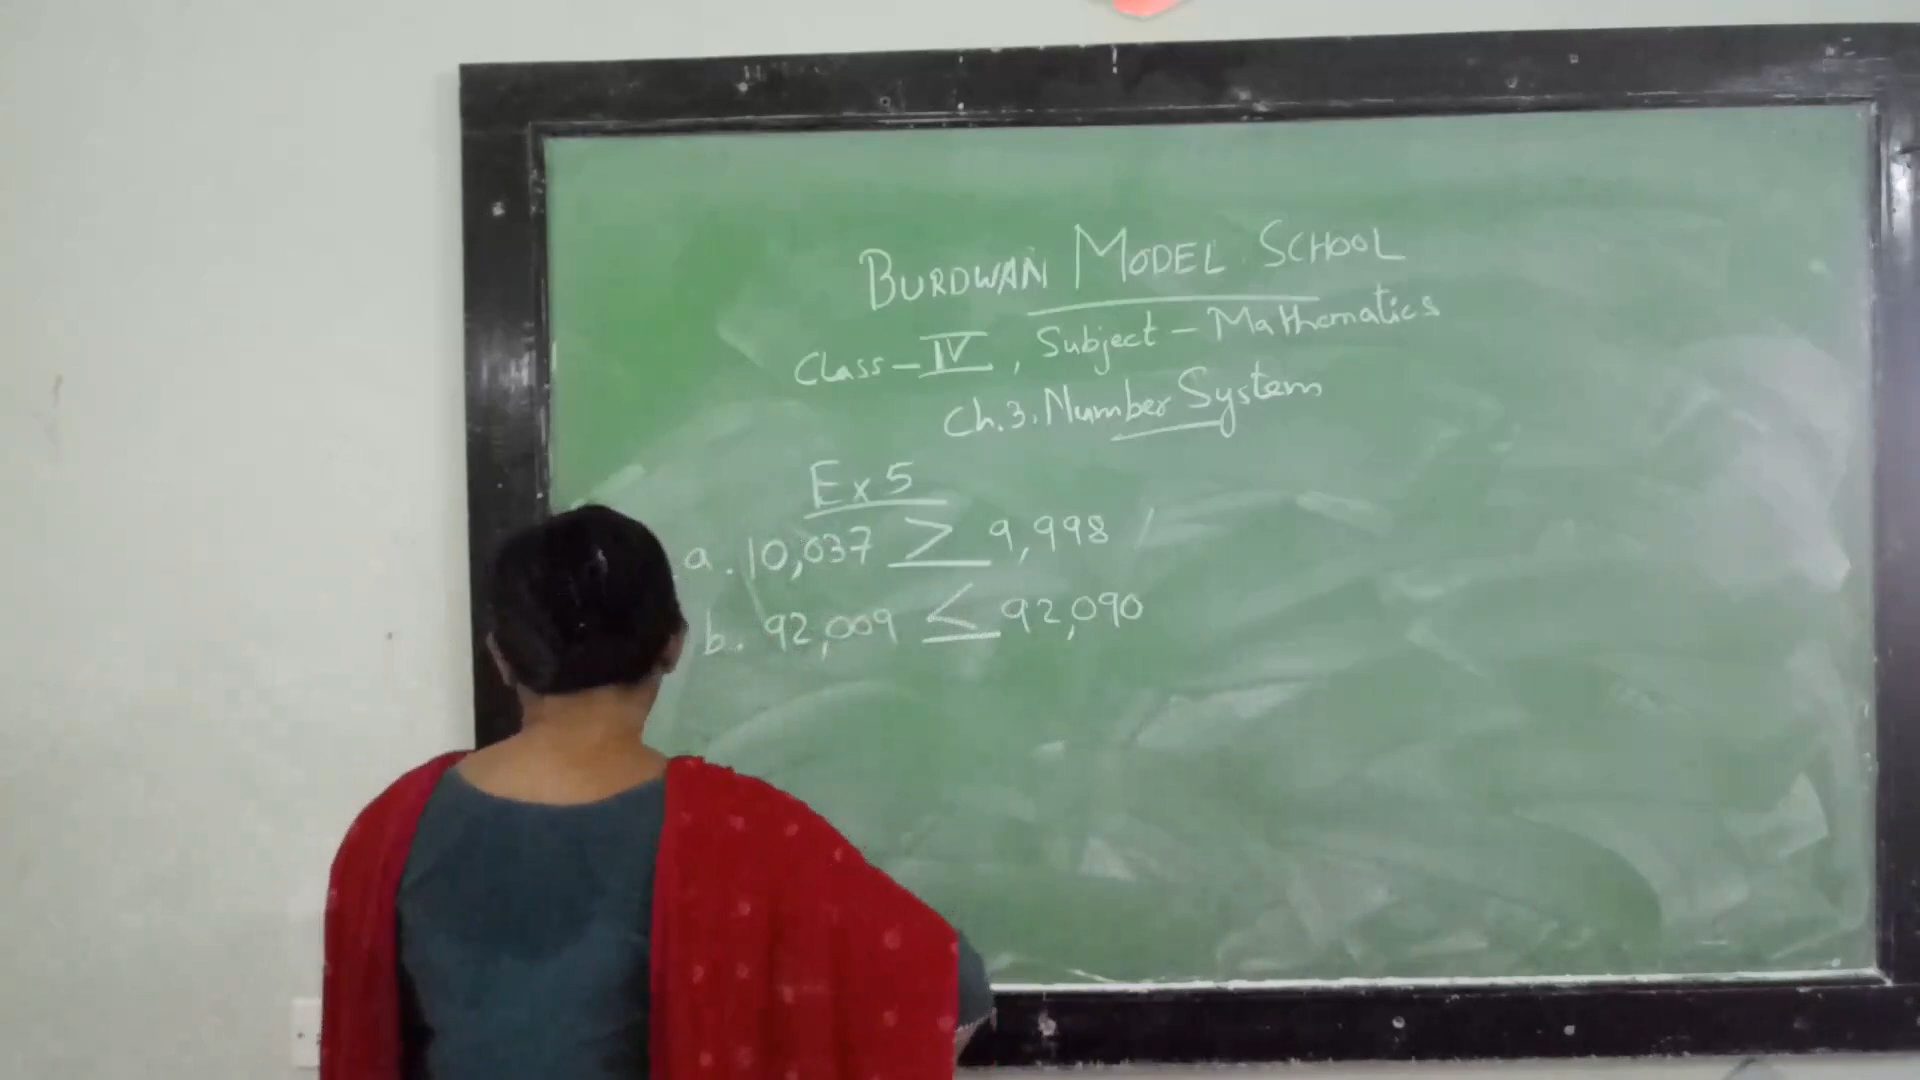 BURDWAN MODEL SCHOOL
Class - IV, Subject - Mathematics
Ch.3. Number System
Ex 5
a. 10,037 > 9,998
b. 92,009 < 92,090